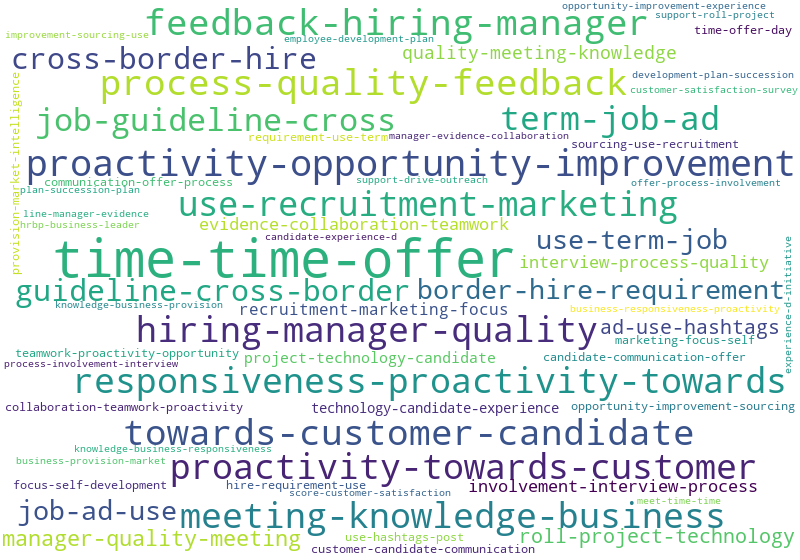 opportunity-improvement-experience
feedback-hiring-manager
support-roll-project
time-offer-day
improvement-sourcing-use
employee-development-plan
cross-border-hire
quality-meeting-knowledge
process-quality-feedback
development-plan-succession
customer-satisfaction-survey
provision-market-intelligence
job-guideline-cross
term-job-ad
requirement-use-term
manager-evidence-collaboration
sourcing-use-recruitment
proactivity-opportunity-improvement
communication-offer-process
support-drive-outreach
offer-process-involvement
plan-succession-plan
use-recruitment-marketing
line-manager-evidence
hrbp-business-leader
evidence-collaboration-teamwork
candidate-experience-d
use-term-job
time-time-offer
interview-process-quality
experience-d-initiative
guideline-cross-border
border-hire-requirement
knowledge-business-provision
recruitment-marketing-focus
business-responsiveness-proactivity
hiring-manager-quality
ad-use-hashtags
marketing-focus-self
teamwork-proactivity-opportunity
project-technology-candidate
candidate-communication-offer
process-involvement-interview
responsiveness-proactivity-towards
collaboration-teamwork-proactivity
technology-candidate-experience
opportunity-improvement-sourcing
towards-customer-candidate
knowledge-business-responsiveness
business-provision-market
proactivity-towards-customer
focus-self-development
hire-requirement-use
involvement-interview-process
score-customer-satisfaction
meet-time-time
job-ad-use
meeting-knowledge-business
manager-quality-meeting
use-hashtags-post
roll-project-technology
customer-candidate-communication